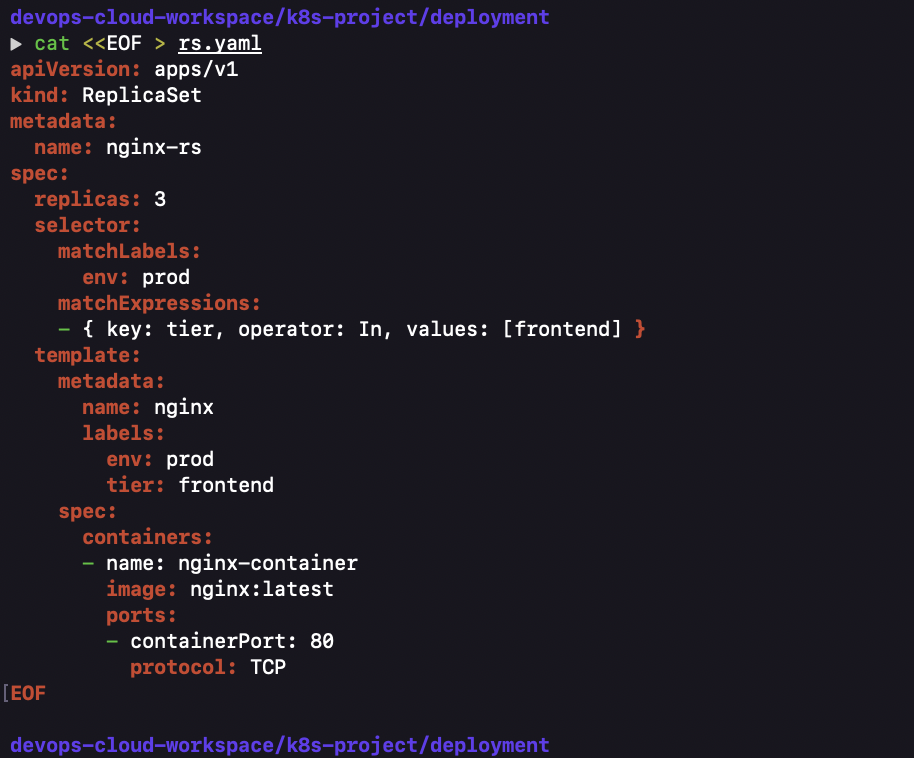 devops-cloud-workspace/k8s-project/deployment
▶ cat <<EOF > rs.yaml
apiVersion: apps/v1
kind: ReplicaSet
metadata:
  name: nginx-rs
spec:
  replicas: 3
  selector:
    matchLabels:
      env: prod
    matchExpressions:
    - { key: tier, operator: In, values: [frontend] }
  template:
    metadata:
      name: nginx
      labels:
        env: prod
        tier: frontend
    spec:
      containers:
      - name: nginx-container
        image: nginx:latest
        ports:
        - containerPort: 80
          protocol: TCP
[EOF
devops-cloud-workspace/k8s-project/deployment